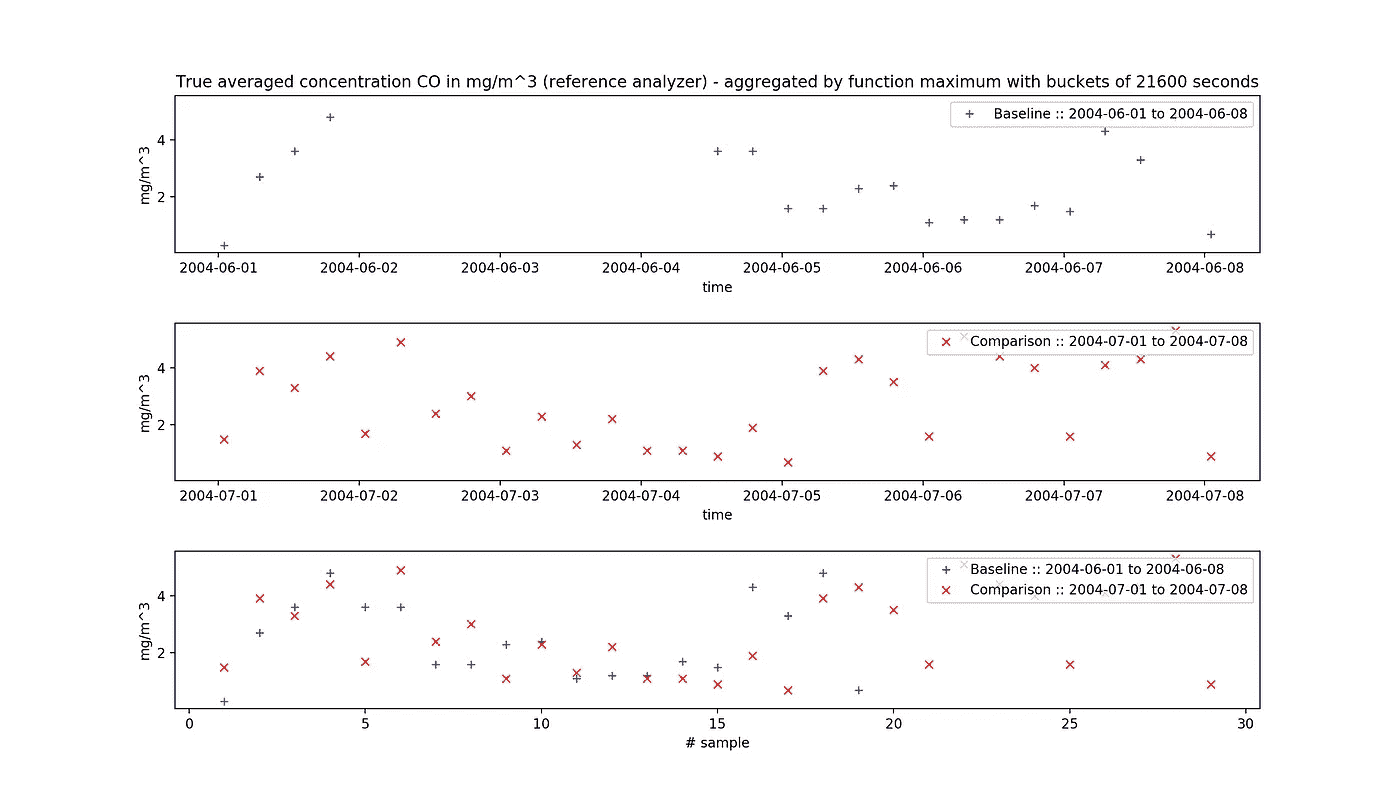 True averaged concentration CO in mg/m^3 (reference analyzer) - aggregated by function maximum with buckets of 21600 seconds
Baseline :: 2004-06-01 to 2004-06-08
4
2
mg/m^3
2004-06-01 2004-06-02 2004-06-03 2004-06-04 2004-06-05 2004-06-06 2004-06-07 2004-06-08
time
Comparison :: 2004-07-01 to 2004-07-08
4
2
mg/m^3
2004-07-01 2004-07-02 2004-07-03 2004-07-04 2004-07-05 2004-07-06 2004-07-07 2004-07-08
time
Baseline :: 2004-06-01 to 2004-06-08
Comparison :: 2004-07-01 to 2004-07-08
4
2
mg/m^3
0 5 10 15 20 25 30
# sample